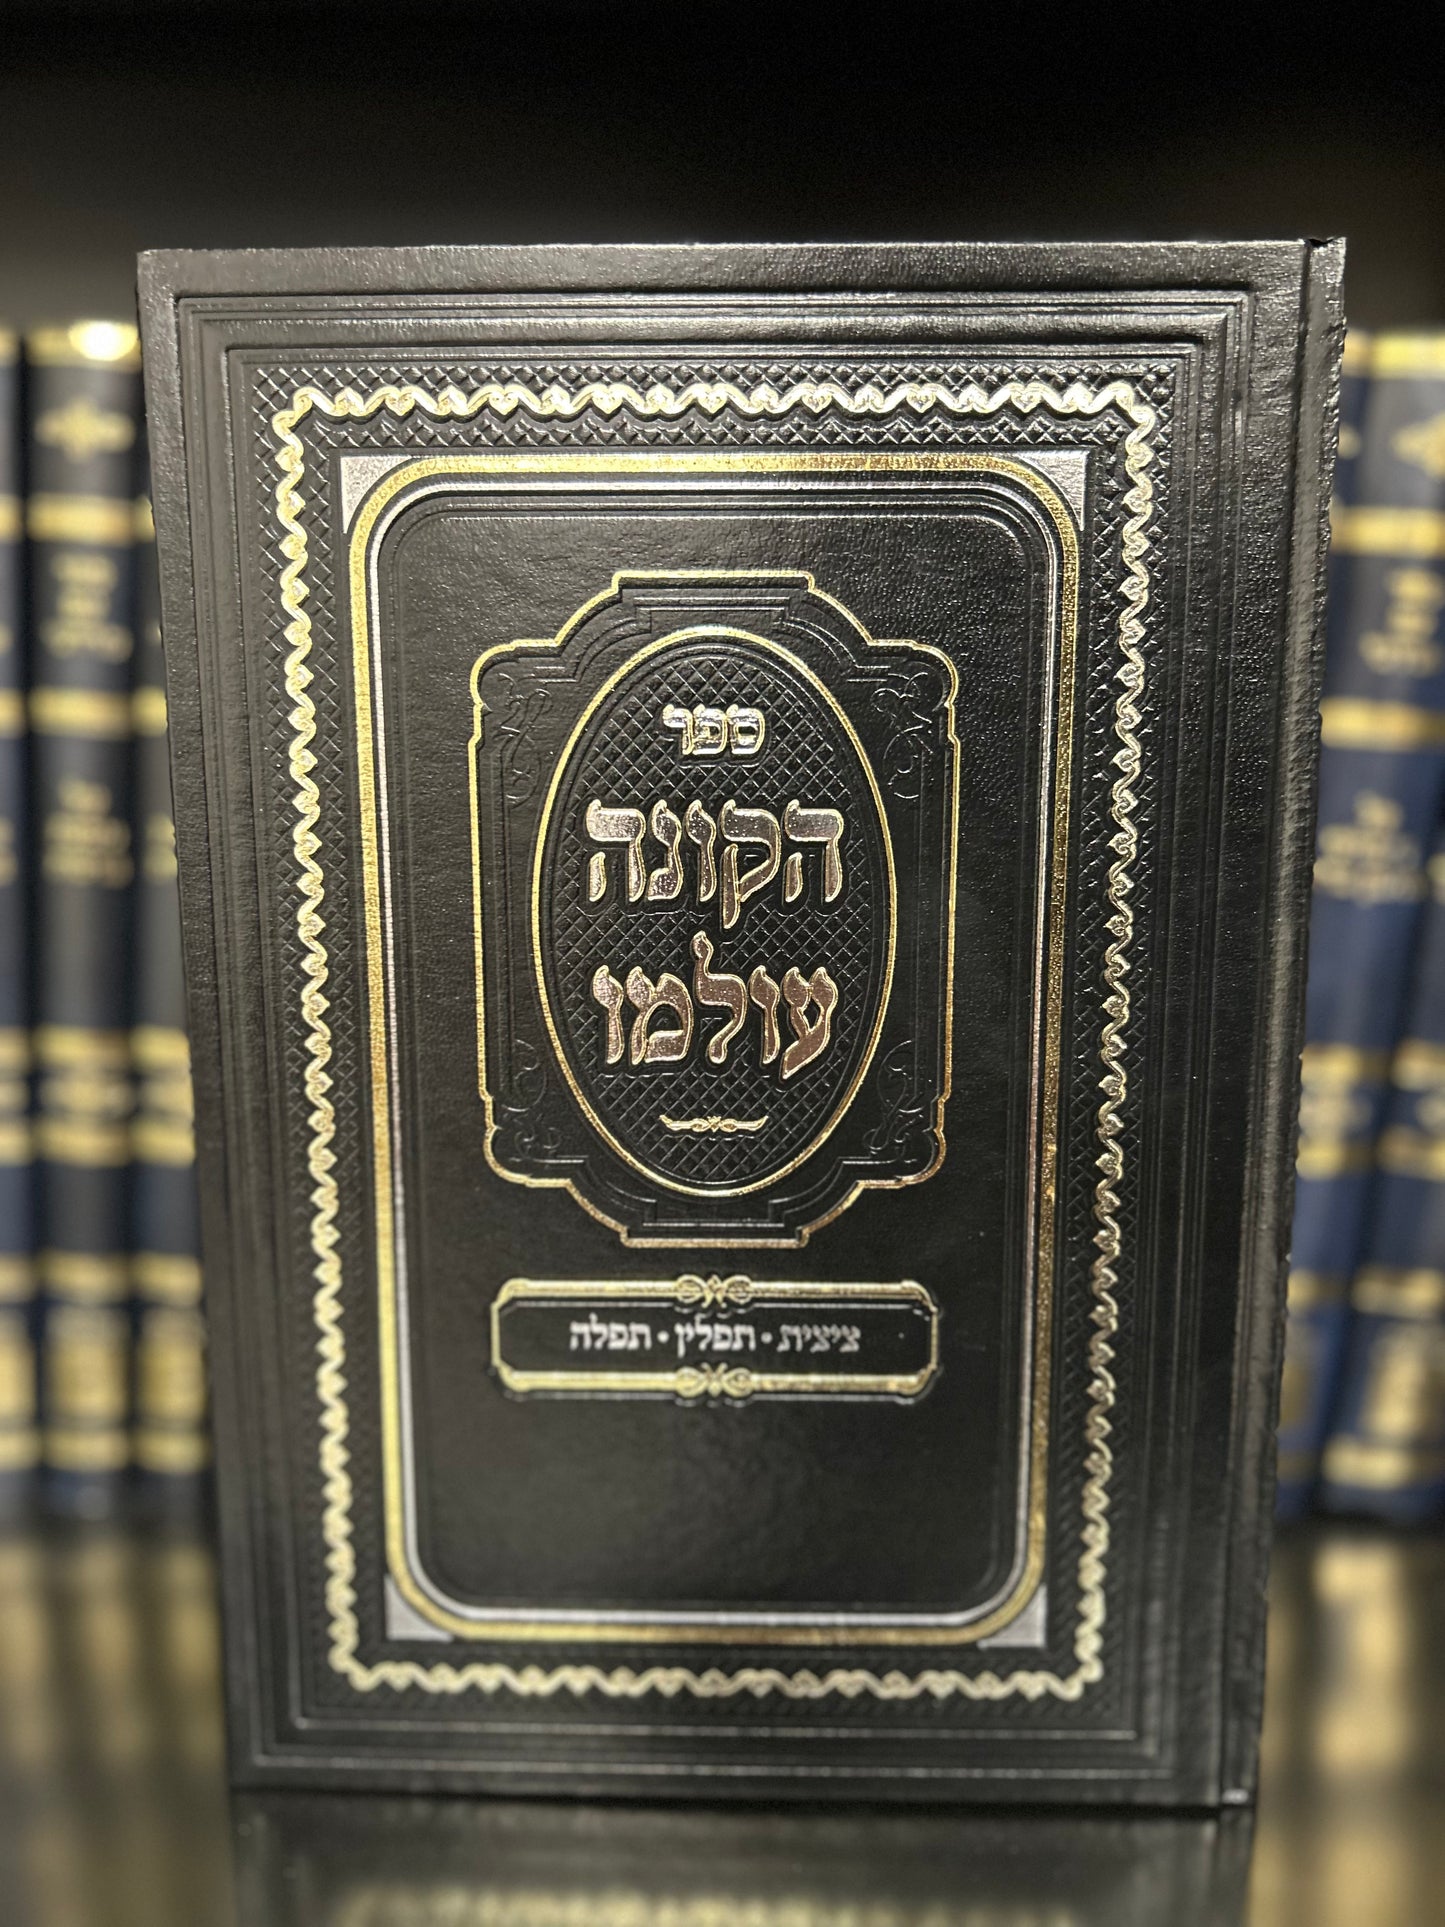 ספר
הקונה
עולמו
ציצית • תפלין • תפלה